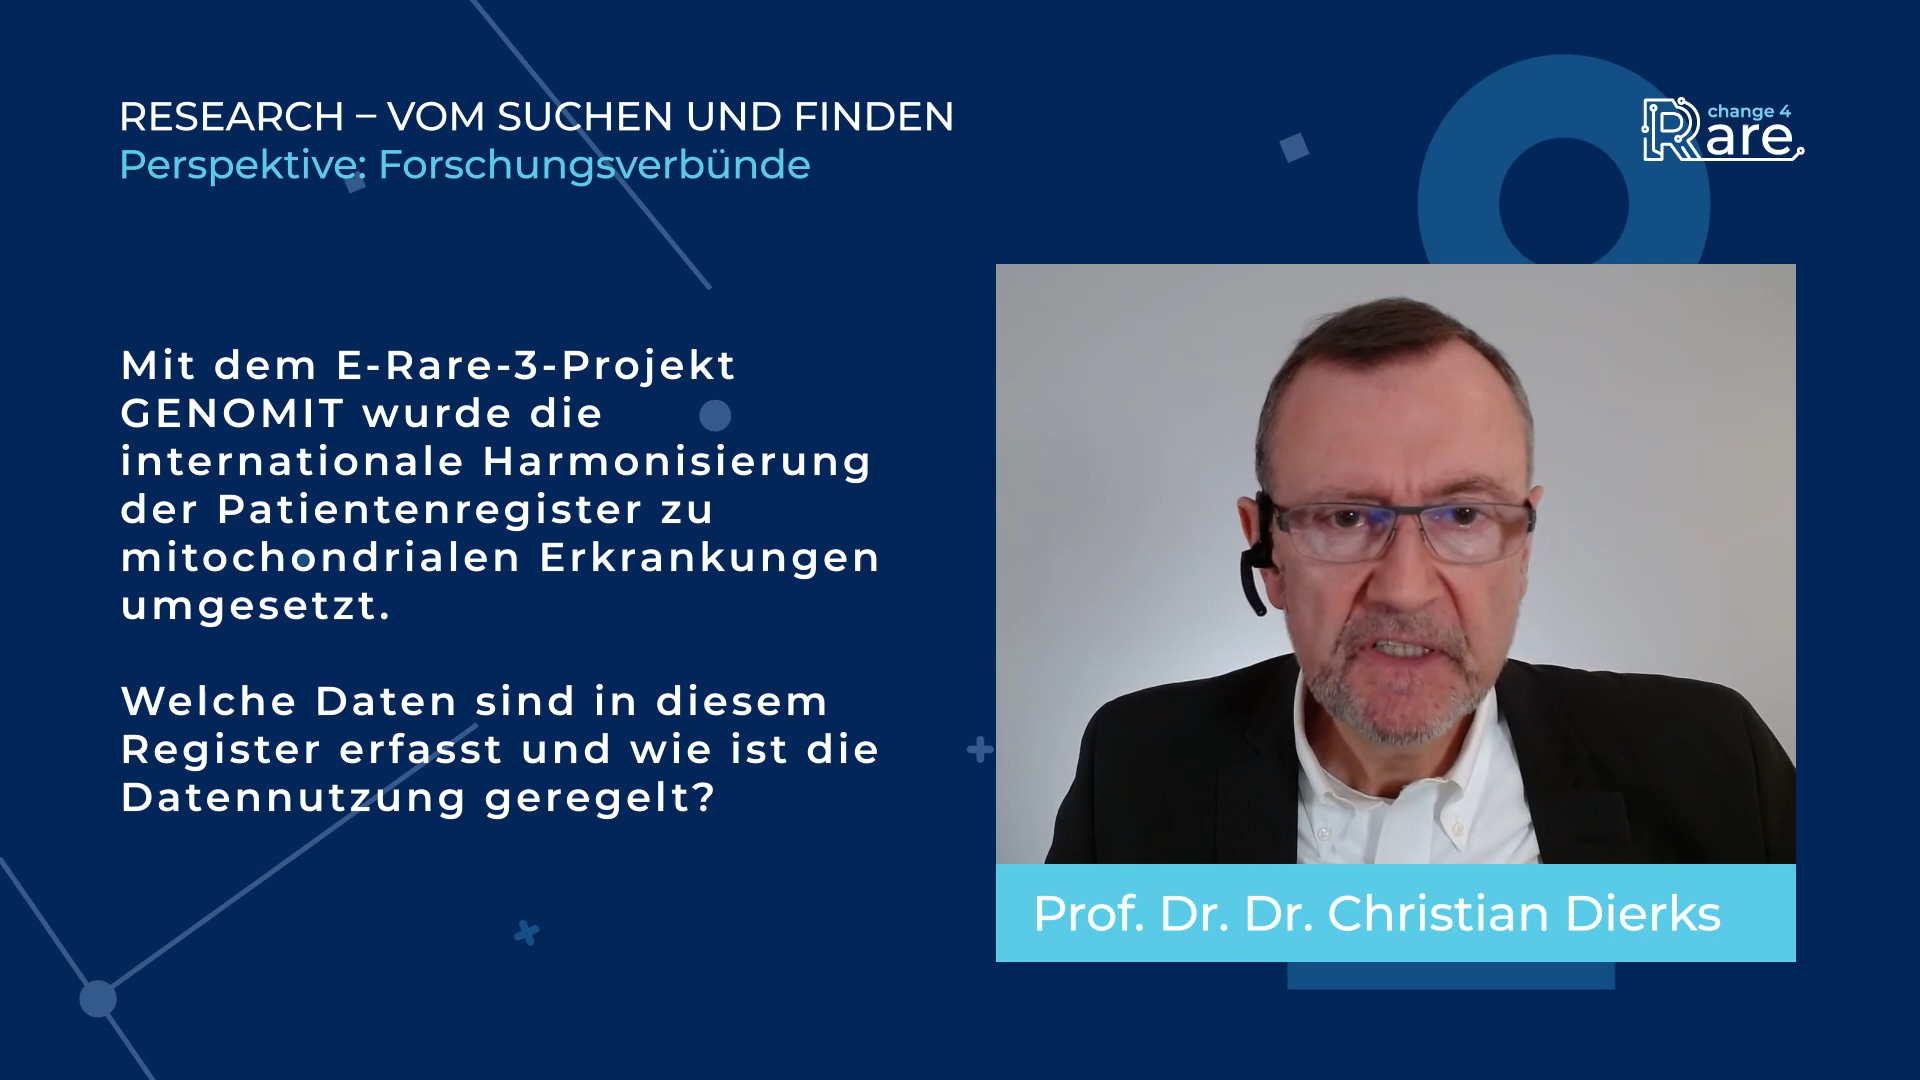 RESEARCH – VOM SUCHEN UND FINDEN
Perspektive: Forschungsverbünde
change 4
Rare
Mit dem E-Rare-3-Projekt
GENOMIT wurde die
internationale Harmonisierung
der Patientenregister zu
mitochondrialen Erkrankungen
umgesetzt.
Welche Daten sind in diesem
Register erfasst und wie ist die
Datennutzung geregelt?
Prof. Dr. Dr. Christian Dierks